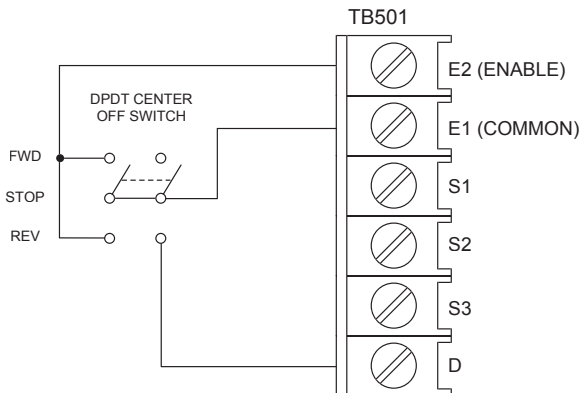 TB501
E2 (ENABLE)
DPDT CENTER
OFF SWITCH
E1 (COMMON)
FWD
S1
STOP
REV
S2
S3
D